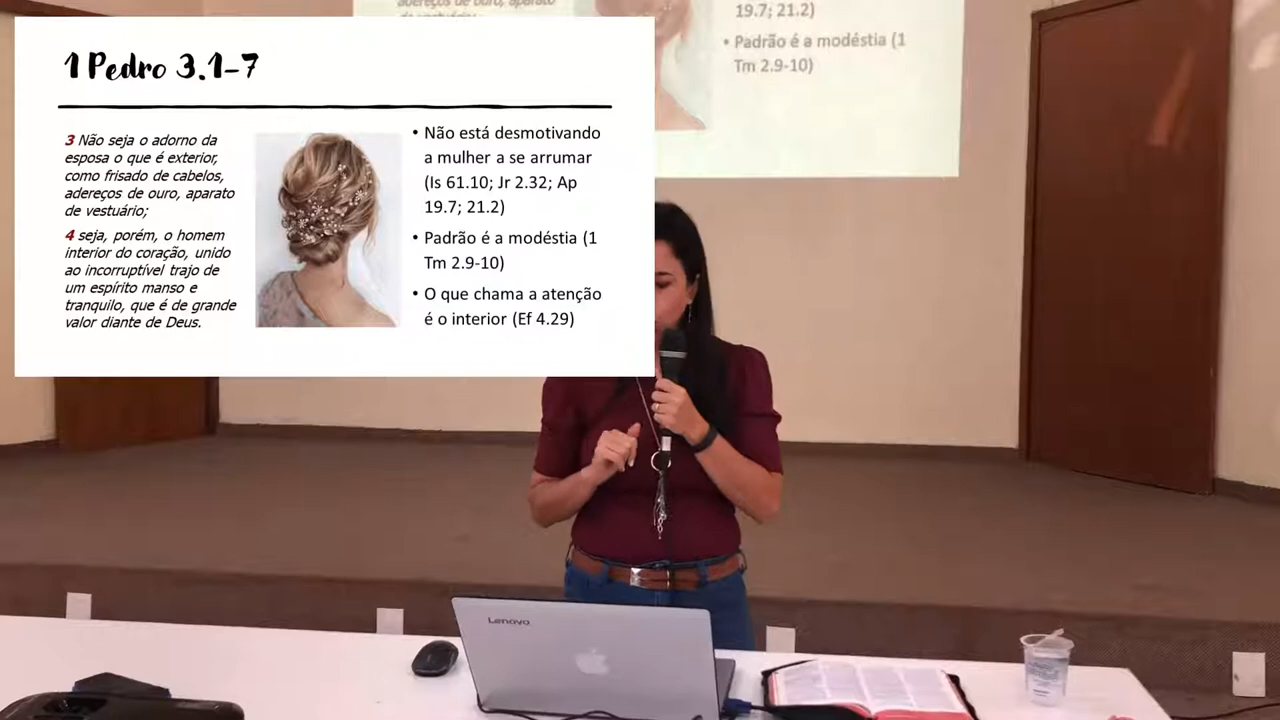 1 Pedro 3.1-7
3 Não seja o adorno da
esposa o que é exterior,
como frisado de cabelos,
adereços de ouro, aparato
de vestuário;
4 seja, porém, o homem
interior do coração, unido
ao incorruptível trajo de
um espírito manso e
tranquilo, que é de grande
valor diante de Deus.
• Não está desmotivando
a mulher a se arrumar
(Is 61.10; Jr 2.32; Ap
19.7; 21.2)
• Padrão é a modéstia (1
Tm 2.9-10)
• O que chama a atenção
é o interior (Ef 4.29)
adereços de ouro, aparato
19.7; 21.2)
• Padrão é a modéstia (1
Tm 2.9-10)
Lenovo